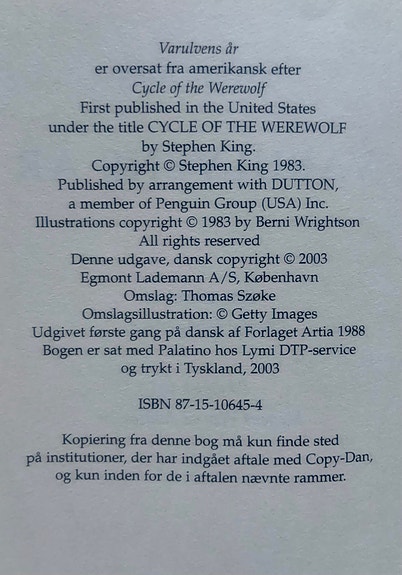 Varulvens år
er oversat fra amerikansk efter
Cycle of the Werewolf
First published in the United States
under the title CYCLE OF THE WEREWOLF
by Stephen King.
Copyright © Stephen King 1983.
Published by arrangement with DUTTON,
a member of Penguin Group (USA) Inc.
Illustrations copyright © 1983 by Berni Wrightson
All rights reserved
Denne udgave, dansk copyright © 2003
Egmont Lademann A/S, København
Omslag: Thomas Szøke
Omslagsillustration: © Getty Images
Udgivet første gang på dansk af Forlaget Artia 1988
Bogen er sat med Palatino hos Lymi DTP-service
og trykt i Tyskland, 2003
ISBN 87-15-10645-4
Kopiering fra denne bog må kun finde sted
på institutioner, der har indgået aftale med Copy-Dan,
og kun inden for de i aftalen nævnte rammer.